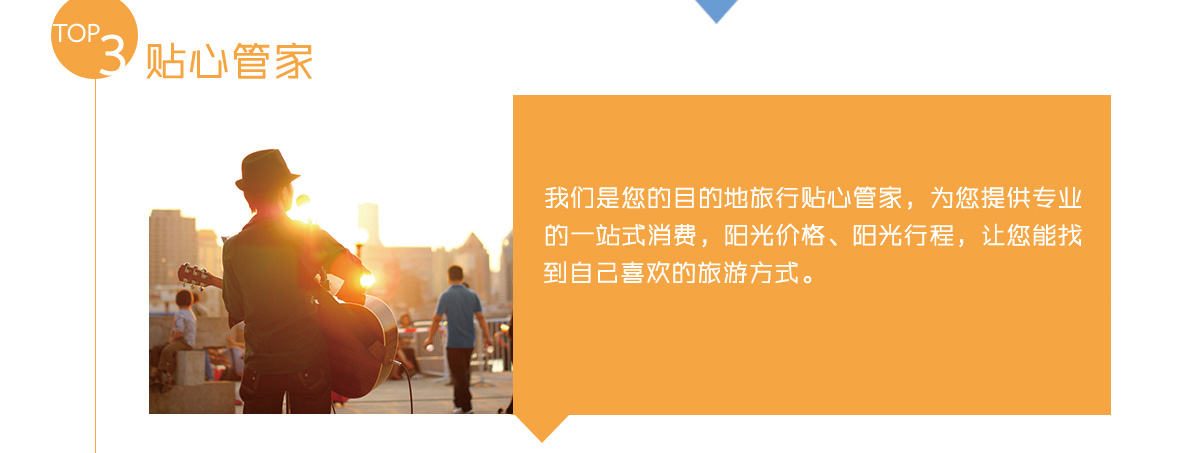 TOP
3
贴心管家
我们是您的目的地旅行贴心管家，为您提供专业
的一站式消费，阳光价格、阳光行程，让您能找
到自己喜欢的旅游方式。